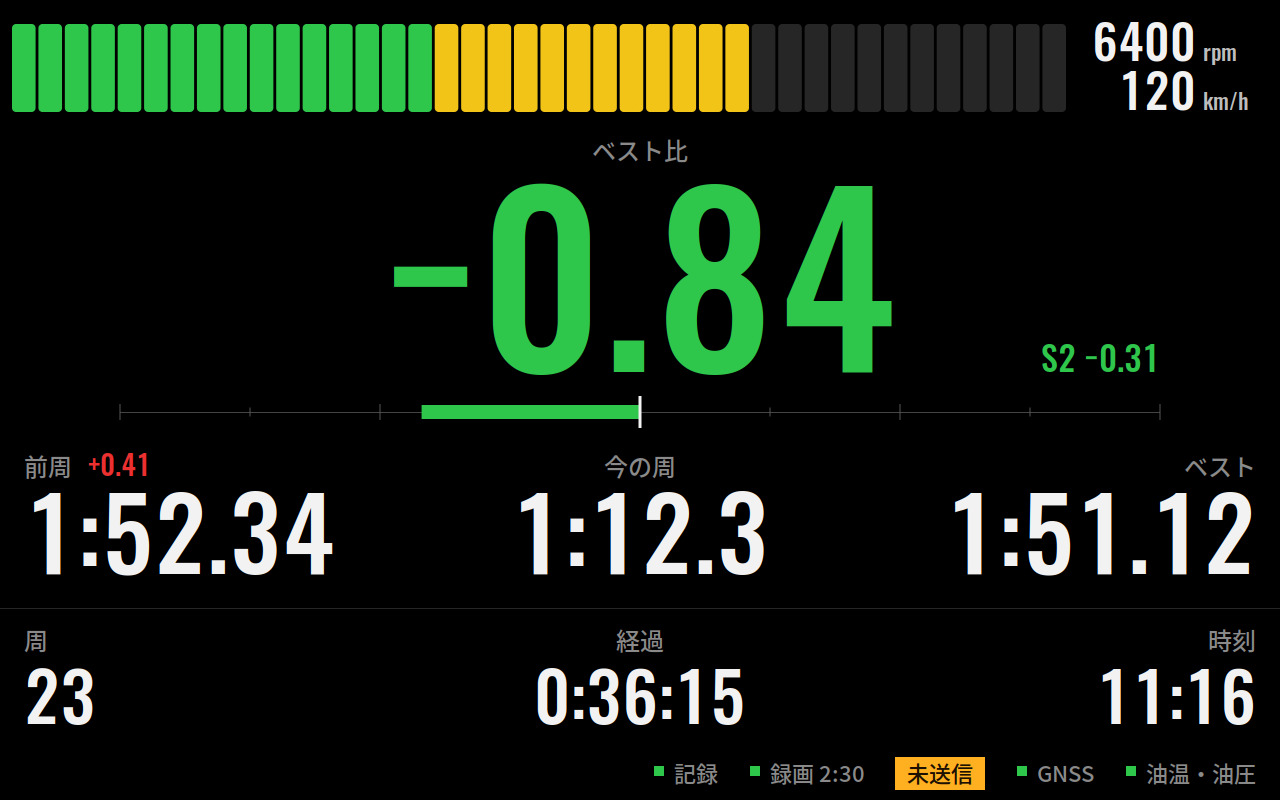 6400 rpm
120 km/h
ベスト比
-0.84
S2 -0.31
前周 +0.41 今の周 ベスト
1:52.34 1:12.3 1:51.12
周 経過 時刻
23 0:36:15 11:16
記録 録画 2:30 未送信 GNSS 油温・油圧